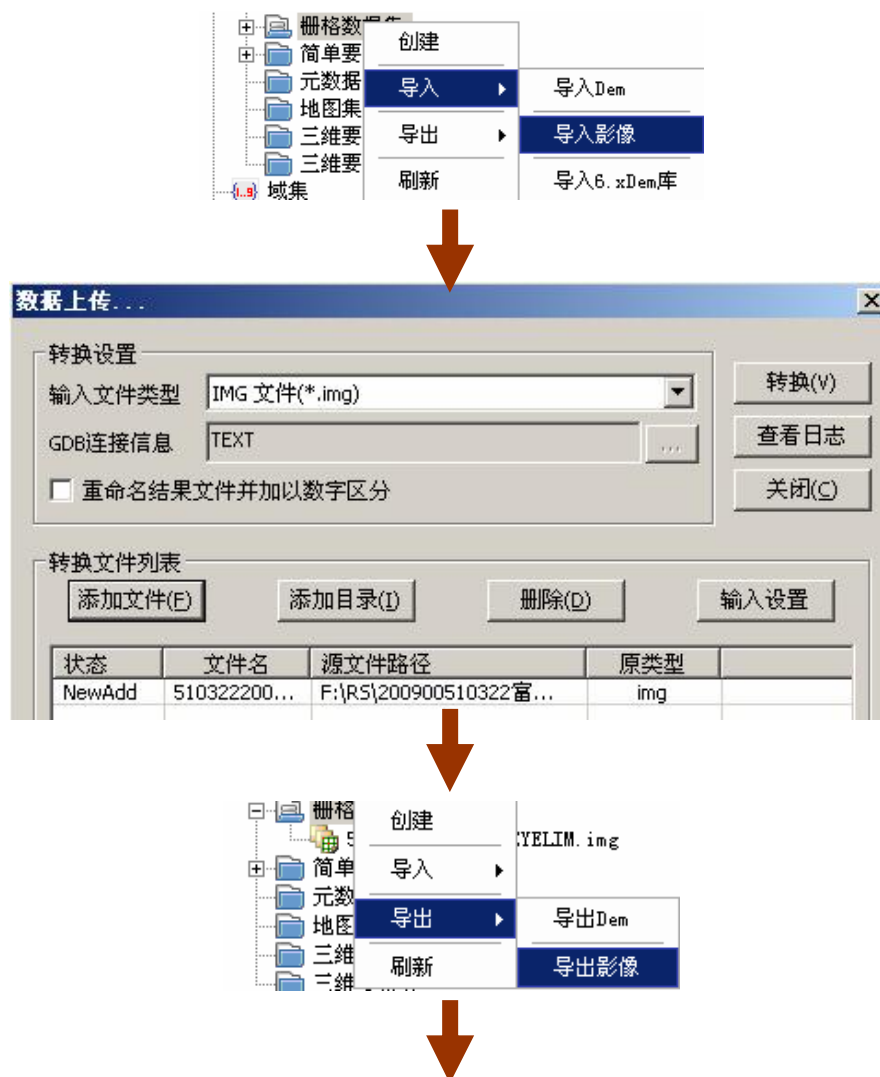 栅格数据集
创建
简单要
元数据
导入
导入Dem
地图集
三维要
导出
导入影像
三维要
刷新
导入6.xDem库
域集
数据上传...
转换设置
输入文件类型 IMG 文件(*.img)
转换(V)
GDB连接信息 TEXT ...
查看日志
重命名结果文件并加以数字区分
关闭(C)
转换文件列表
添加文件(F) 添加目录(I) 删除(D) 输入设置
状态 文件名 源文件路径 原类型
NewAdd 510322200... F:\RS\200900510322富... img
栅格
创建
5 YELIM.img
简单
导入
元数
地图
导出
导出Dem
三维
刷新
导出影像
三维